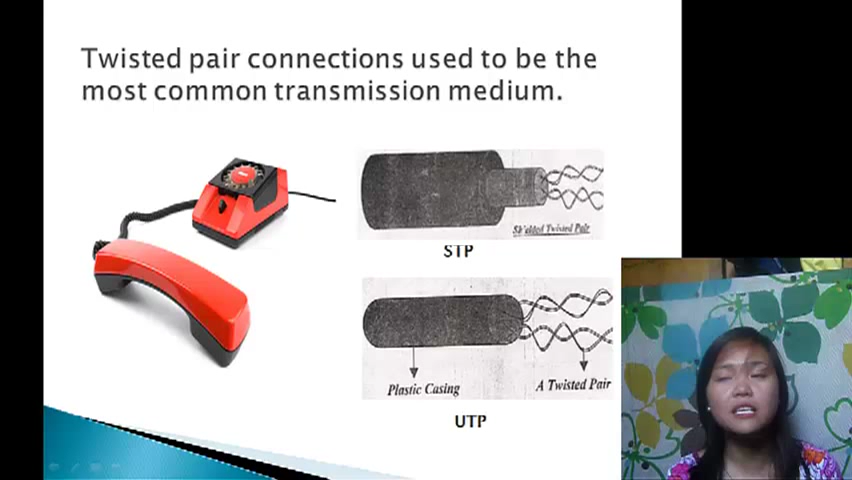 Twisted pair connections used to be the
most common transmission medium.
Shielded Twisted Pair
STP
Plastic Casing
A Twisted Pair
UTP